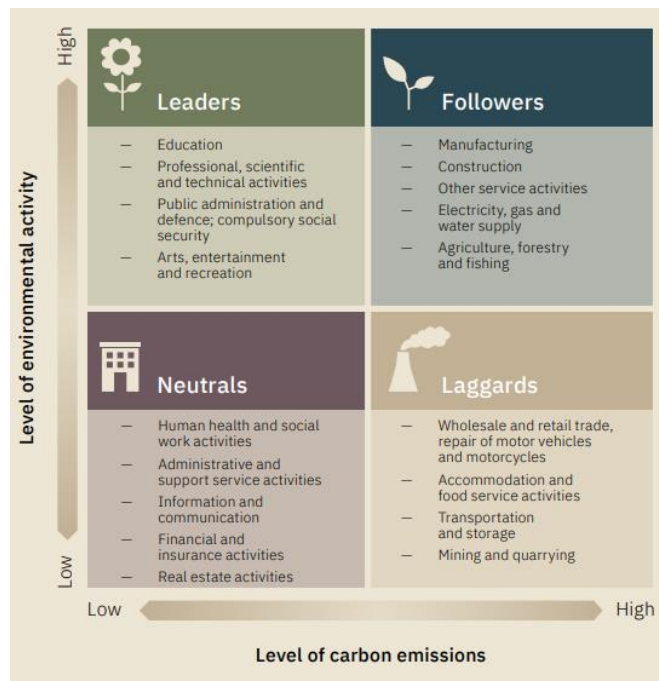 High
Level of environmental activity
Low
Leaders
— Education
— Professional, scientific
and technical activities
— Public administration and
defence; compulsory social
security
— Arts, entertainment
and recreation
Followers
— Manufacturing
— Construction
— Other service activities
— Electricity, gas and
water supply
— Agriculture, forestry
and fishing
Neutrals
— Human health and social
work activities
— Administrative and
support service activities
— Information and
communication
— Financial and
insurance activities
— Real estate activities
Laggards
— Wholesale and retail trade,
repair of motor vehicles
and motorcycles
— Accommodation and
food service activities
— Transportation
and storage
— Mining and quarrying
Low
High
Level of carbon emissions